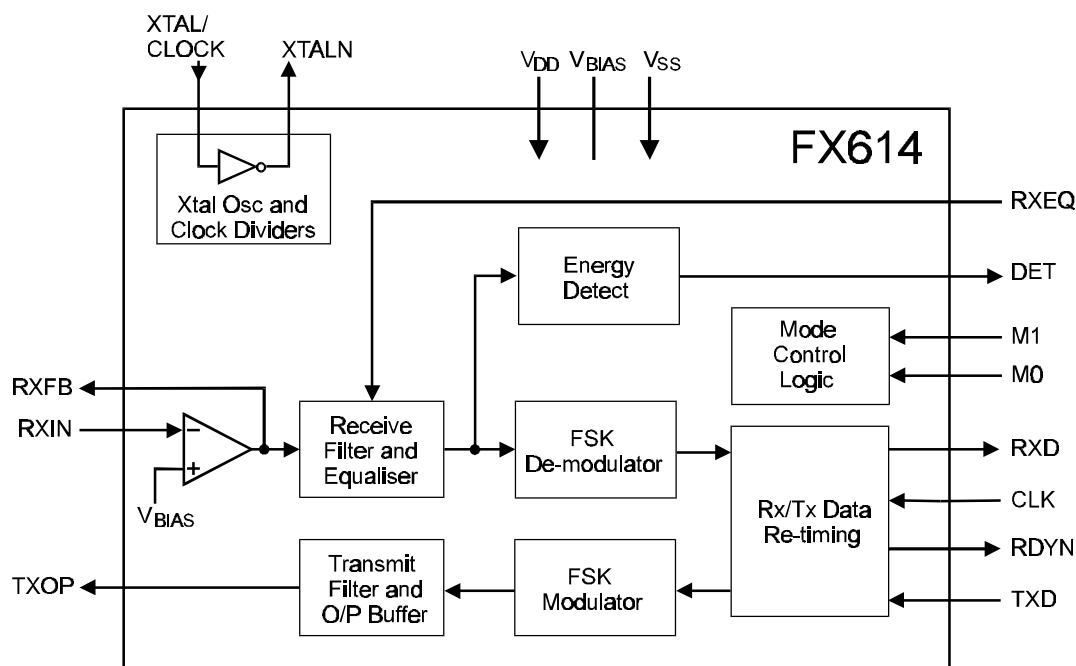 XTAL/
CLOCK
XTALN
VDD
VBIAS
VSS
FX614
Xtal Osc and
Clock Dividers
RXEQ
Energy
Detect
DET
Mode
Control
Logic
M1
M0
RXFB
RXIN
VBIAS
Receive
Filter and
Equaliser
FSK
De-modulator
Rx/Tx Data
Re-timing
RXD
CLK
RDYN
TXD
TXOP
Transmit
Filter and
O/P Buffer
FSK
Modulator